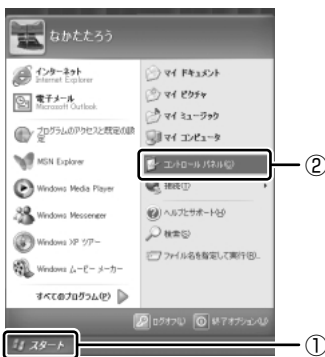 なかたたろう
インターネット
Internet Explorer
電子メール
Microsoft Outlook
プログラムのアクセスと既定の設定
MSN Explorer
Windows Media Player
Windows Messenger
Windows XP ツアー
Windows ムービー メーカー
すべてのプログラム(P)
マイ ドキュメント
マイ ピクチャ
マイ ミュージック
マイ コンピュータ
コントロール パネル(C)
接続(T)
ヘルプとサポート(H)
検索(S)
ファイル名を指定して実行(R)...
ログオフ(L)
終了オプション(U)
スタート
②
①